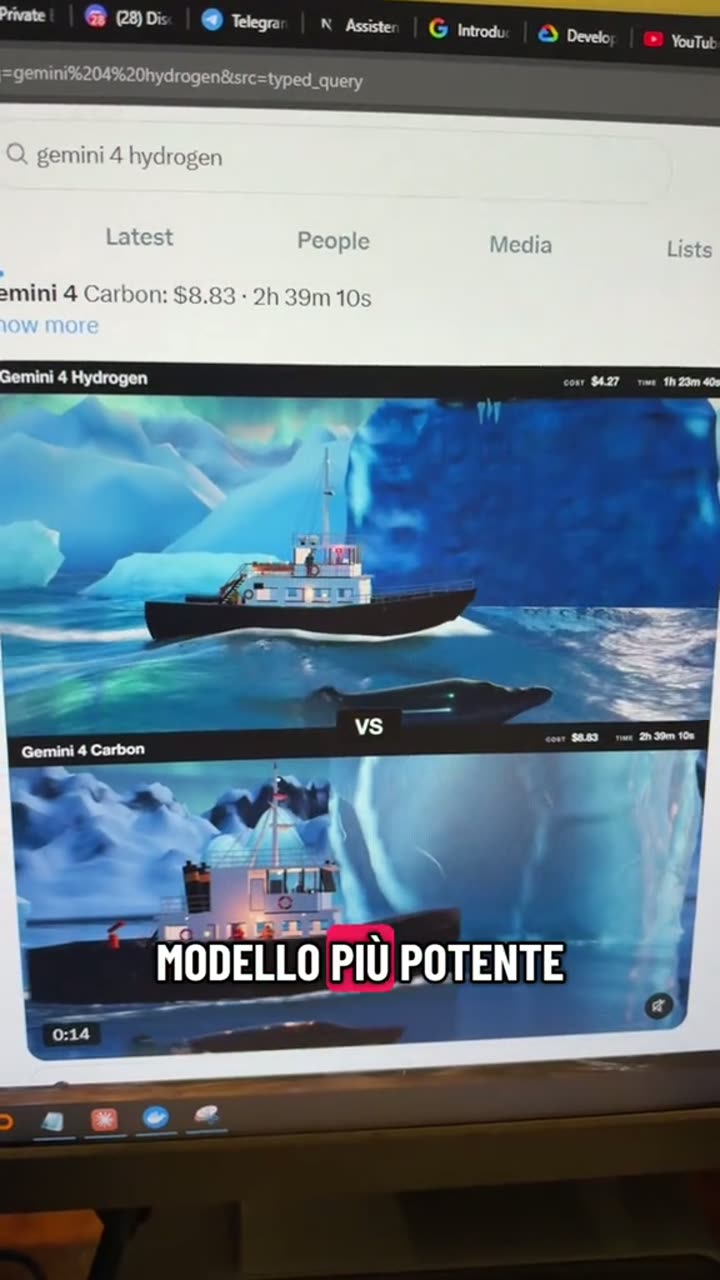 Private
28 (28) Dis
Telegran
Assisten
Introdu
Develop
YouTub
=gemini%204%20hydrogen&src=typed_query
gemini 4 hydrogen
Latest
People
Media
Lists
emini 4 Carbon: $8.83 · 2h 39m 10s
now more
Gemini 4 Hydrogen
COST $4.27 TIME 1h 23m 40s
VS
Gemini 4 Carbon
COST $8.83 TIME 2h 39m 10s
MODELLO PIÙ POTENTE
0:14